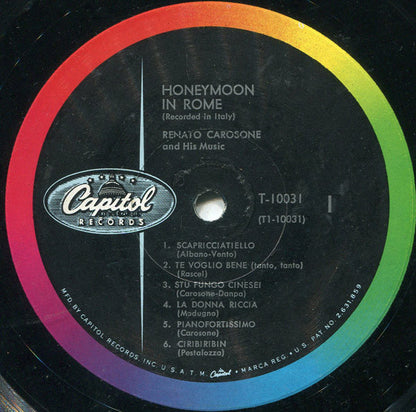 HONEYMOON
IN ROME
(Recorded in Italy)
RENATO CAROSONE
and His Music
Capitol
RECORDS
T-10031
(T1-10031)
1
1. SCAPRICCIATIELLO
(Albano-Vento)
2. TE VOGLIO BENE (tanto, tanto)
(Rascel)
3. STU FUNGO CINESE!
(Carosone-Danpa)
4. LA DONNA RICCIA
(Modugno)
5. PIANOFORTISSIMO
(Carosone)
6. CIRIBIRIBIN
(Pestalozza)
MFD. BY CAPITOL RECORDS, INC. U.S.A. T.M. MARCA REG. • U.S. PAT. NO. 2,631,859